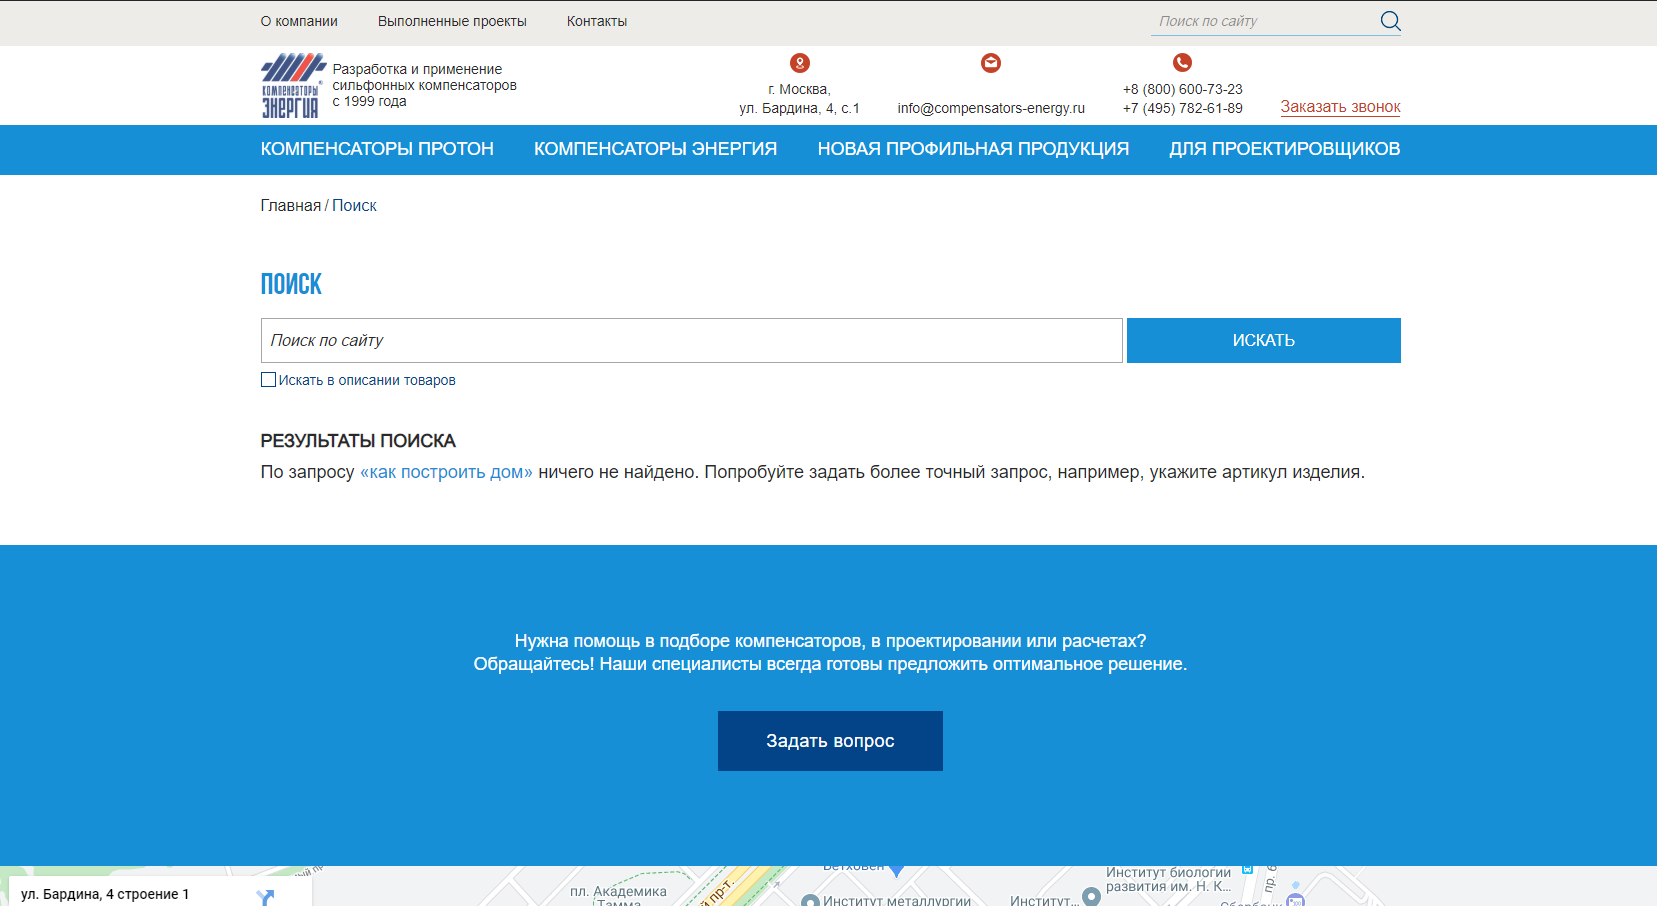 О компании
Выполненные проекты
Контакты
Поиск по сайту
КОМПЕНСАТОРЫ
ЭНЕРГИЯ
Разработка и применение
сильфонных компенсаторов
с 1999 года
г. Москва,
ул. Бардина, 4, с.1
info@compensators-energy.ru
+8 (800) 600-73-23
+7 (495) 782-61-89
Заказать звонок
КОМПЕНСАТОРЫ ПРОТОН
КОМПЕНСАТОРЫ ЭНЕРГИЯ
НОВАЯ ПРОФИЛЬНАЯ ПРОДУКЦИЯ
ДЛЯ ПРОЕКТИРОВЩИКОВ
Главная / Поиск
ПОИСК
Поиск по сайту
ИСКАТЬ
Искать в описании товаров
РЕЗУЛЬТАТЫ ПОИСКА
По запросу «как построить дом» ничего не найдено. Попробуйте задать более точный запрос, например, укажите артикул изделия.
Нужна помощь в подборе компенсаторов, в проектировании или расчетах?
Обращайтесь! Наши специалисты всегда готовы предложить оптимальное решение.
Задать вопрос
ул. Бардина, 4 строение 1
пл. Академика
Тамма
Бетховен
Институт металлургии
Институт...
Институт биологии
развития им. Н. К...